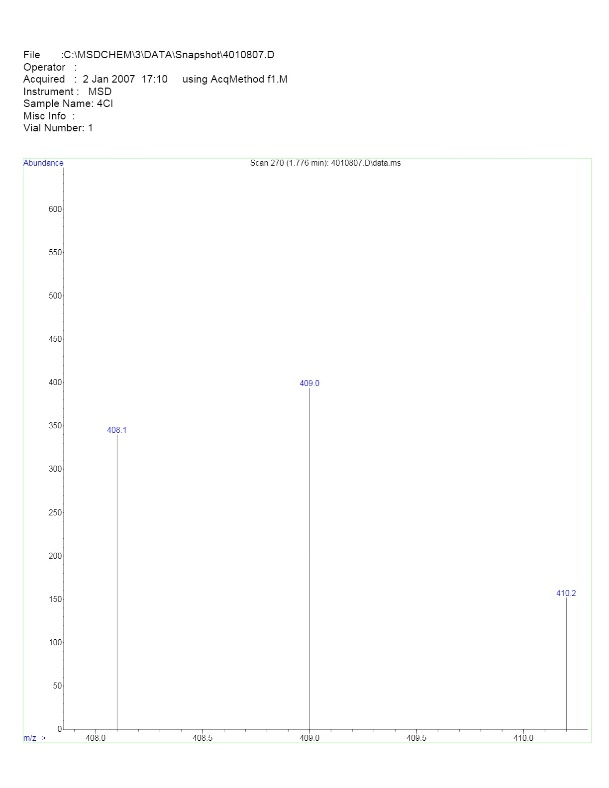 File :C:\MSDCHEM\3\DATA\Snapshot\4010807.D
Operator :
Acquired : 2 Jan 2007 17:10 using AcqMethod f1.M
Instrument : MSD
Sample Name: 4Cl
Misc Info :
Vial Number: 1
Abundance
Scan 270 (1.776 min): 4010807.D\data.ms
600
550
500
450
400
409.0
350
408.1
300
250
200
150
410.2
100
50
0
m/z-->
408.0 408.5 409.0 409.5 410.0